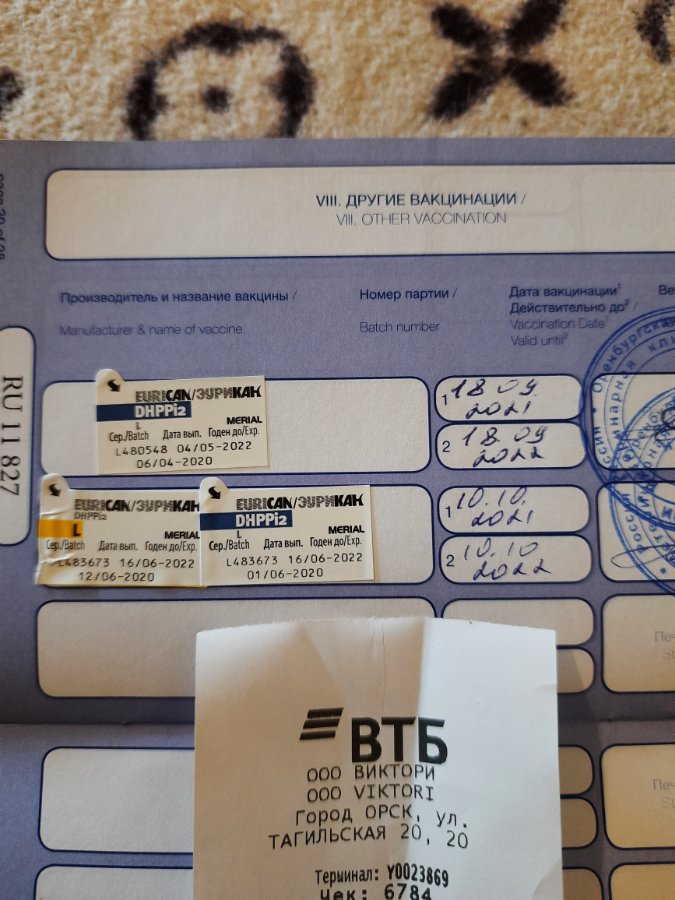 VIII. ДРУГИЕ ВАКЦИНАЦИИ /
VIII. OTHER VACCINATION
Производитель и название вакцины /
Manufacturer & name of vaccine
Номер партии /
Batch number
Дата вакцинации¹
Действительно до² /
Vaccination Date¹
Valid until²
RU 11 827
EURICAN/ЭУРИКАН
DHPPi2
L
MERIAL
Сер./Batch Дата вып. Годен до/Exp.
L480548 04/05-2022
06/04-2020
1 18.09
2021
2 18.09
2022
EURICAN/ЭУРИКАН
DHPPi2
L
MERIAL
Сер./Batch Дата вып. Годен до/Exp.
L483673 16/06-2022
12/06-2020
EURICAN/ЭУРИКАН
DHPPi2
L
MERIAL
Сер./Batch Дата вып. Годен до/Exp.
L483673 16/06-2022
01/06-2020
1 10.10.
2021
2 10.10
2022
ВТБ
ООО ВИКТОРИ
ООО VIKTORI
Город ОРСК, ул.
ТАГИЛЬСКАЯ 20, 20
Терминал: Y0023869
Чек: 6784